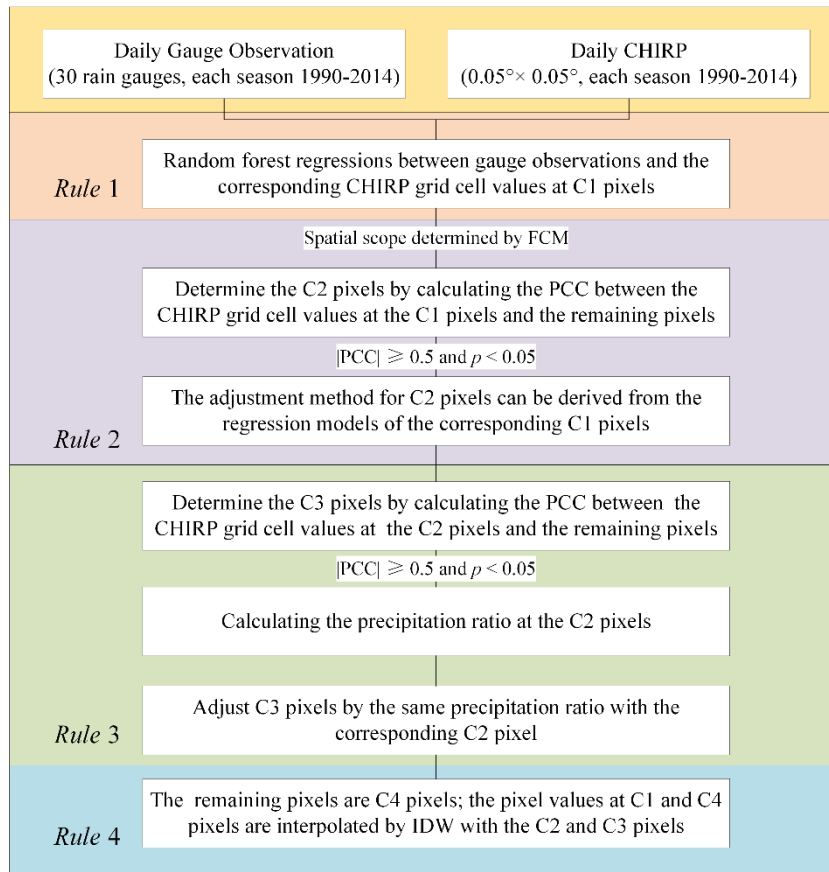 Daily Gauge Observation
(30 rain gauges, each season 1990-2014)
Daily CHIRP
(0.05°× 0.05°, each season 1990-2014)
Rule 1
Random forest regressions between gauge observations and the
corresponding CHIRP grid cell values at C1 pixels
Spatial scope determined by FCM
Determine the C2 pixels by calculating the PCC between the
CHIRP grid cell values at the C1 pixels and the remaining pixels
|PCC| ⩾ 0.5 and p < 0.05
The adjustment method for C2 pixels can be derived from the
regression models of the corresponding C1 pixels
Rule 2
Determine the C3 pixels by calculating the PCC between the
CHIRP grid cell values at the C2 pixels and the remaining pixels
|PCC| ⩾ 0.5 and p < 0.05
Calculating the precipitation ratio at the C2 pixels
Adjust C3 pixels by the same precipitation ratio with the
corresponding C2 pixel
Rule 3
The remaining pixels are C4 pixels; the pixel values at C1 and C4
pixels are interpolated by IDW with the C2 and C3 pixels
Rule 4